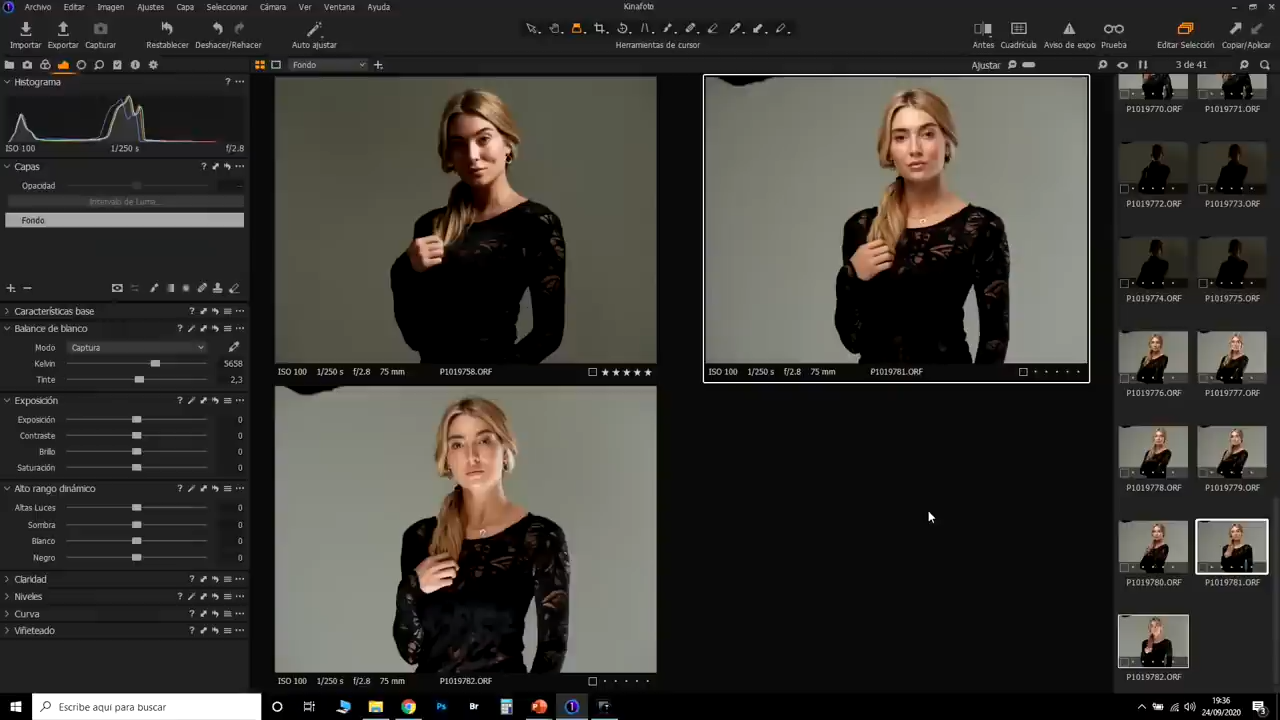 Archivo Editar Imagen Ajustes Capa Seleccionar Cámara Ver Ventana Ayuda
Kinafoto
Importar Exportar Capturar Restablecer Deshacer/Rehacer Auto ajustar
Herramientas de cursor
Antes Cuadrícula Aviso de expo Prueba Editar Selección Copiar/Aplicar
Fondo
Ajustar
3 de 41
Histograma
ISO 100 1/250 s f/2.8
Capas
Opacidad
Intervalo de Luma...
Fondo
Características base
Balance de blanco
Modo Captura
Kelvin 5658
Tinte 2,3
Exposición
Exposición 0
Contraste 0
Brillo 0
Saturación 0
Alto rango dinámico
Altas Luces 0
Sombra 0
Blanco 0
Negro 0
Claridad
Niveles
Curva
Viñeteado
ISO 100 1/250 s f/2.8 75 mm P1019758.ORF
ISO 100 1/250 s f/2.8 75 mm P1019781.ORF
ISO 100 1/250 s f/2.8 75 mm P1019782.ORF
P1019770.ORF P1019771.ORF
P1019772.ORF P1019773.ORF
P1019774.ORF P1019775.ORF
P1019776.ORF P1019777.ORF
P1019778.ORF P1019779.ORF
P1019780.ORF P1019781.ORF
P1019782.ORF
Escribe aquí para buscar
Ps
Br
19:36
24/09/2020